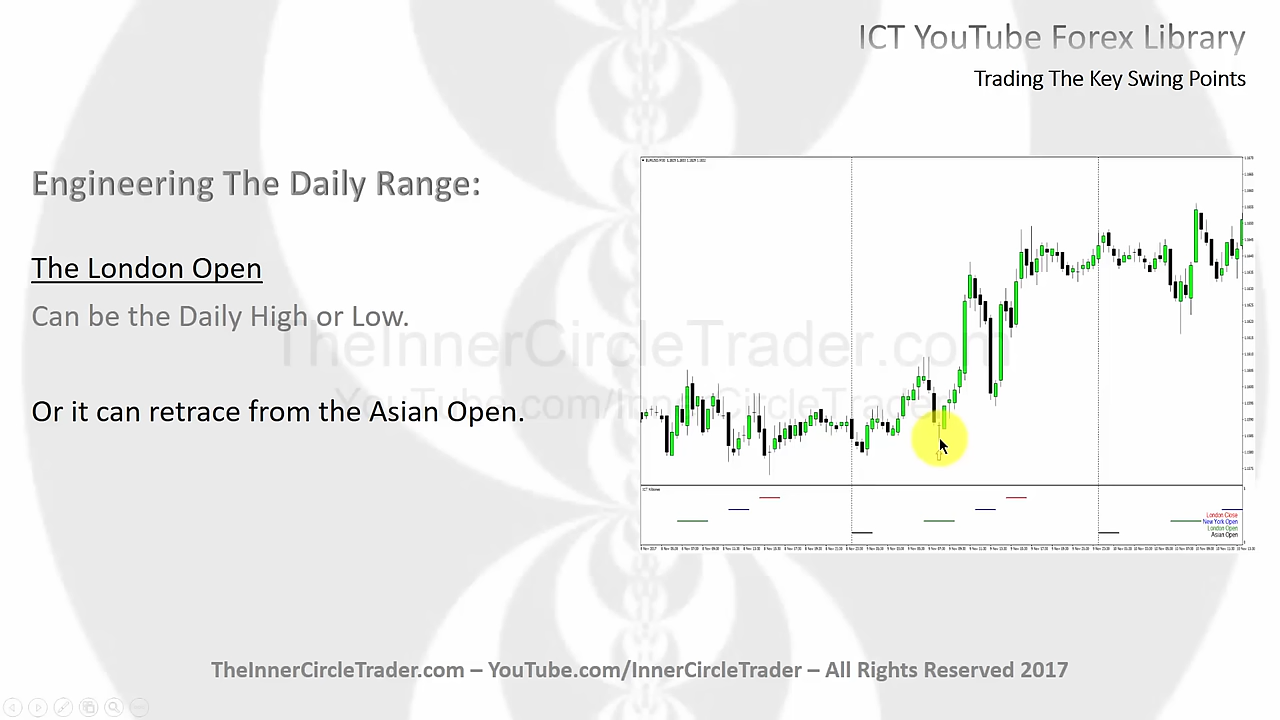 ICT YouTube Forex Library
Trading The Key Swing Points
Engineering The Daily Range:
The London Open
Can be the Daily High or Low.
TheInnerCircleTrader.com
Or it can retrace from the Asian Open.
London Close
New York Open
London Open
Asian Open
TheInnerCircleTrader.com – YouTube.com/InnerCircleTrader – All Rights Reserved 2017